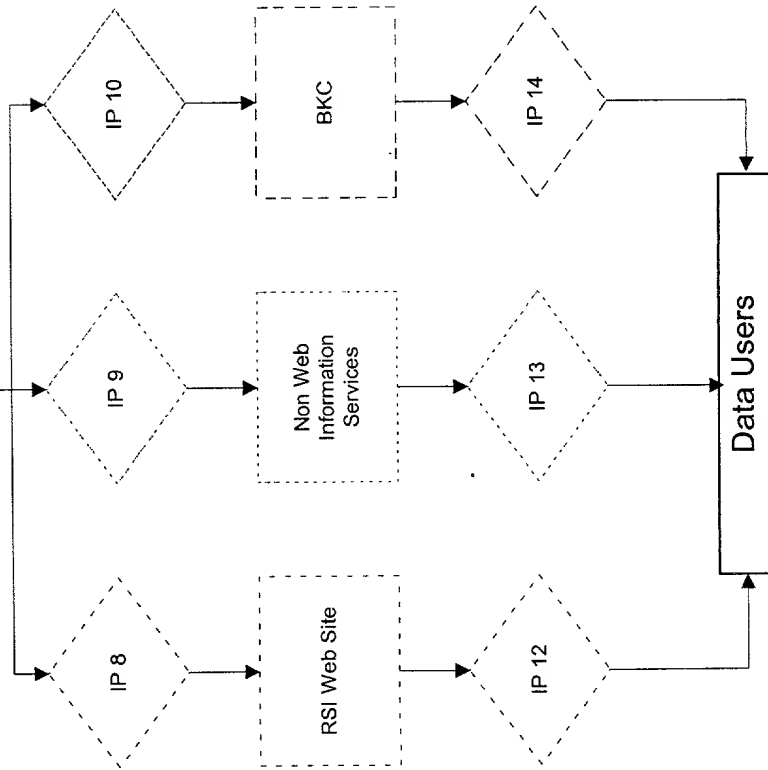 IP 8
IP 9
IP 10
RSI Web Site
Non Web
Information
Services
BKC
IP 12
IP 13
IP 14
Data Users